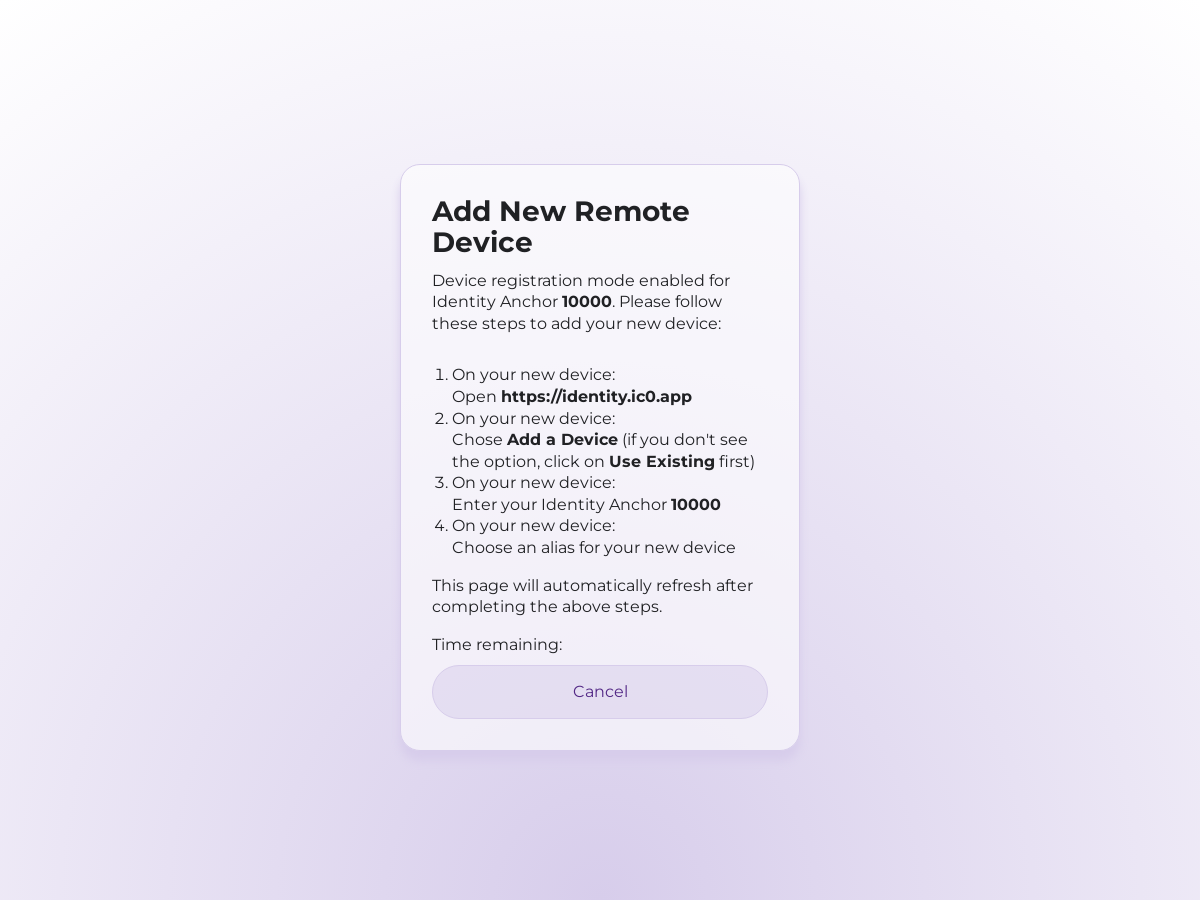 Add New Remote
Device
Device registration mode enabled for
Identity Anchor 10000. Please follow
these steps to add your new device:
1. On your new device:
Open https://identity.ic0.app
2. On your new device:
Chose Add a Device (if you don't see
the option, click on Use Existing first)
3. On your new device:
Enter your Identity Anchor 10000
4. On your new device:
Choose an alias for your new device
This page will automatically refresh after
completing the above steps.
Time remaining:
Cancel